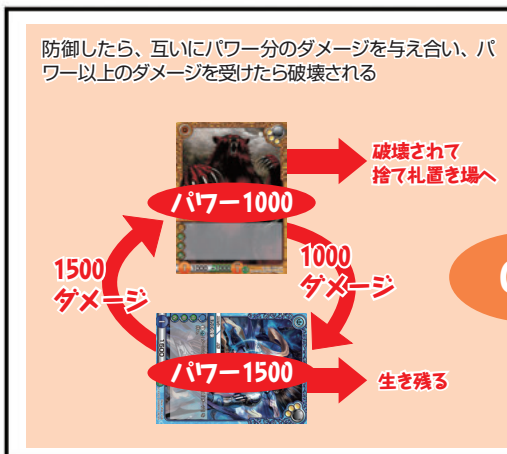 防御したら、互いにパワー分のダメージを与え合い、パ
ワー以上のダメージを受けたら破壊される
破壊されて
捨て札置き場へ
パワー1000
1500
ダメージ
1000
ダメージ
パワー1500
生き残る